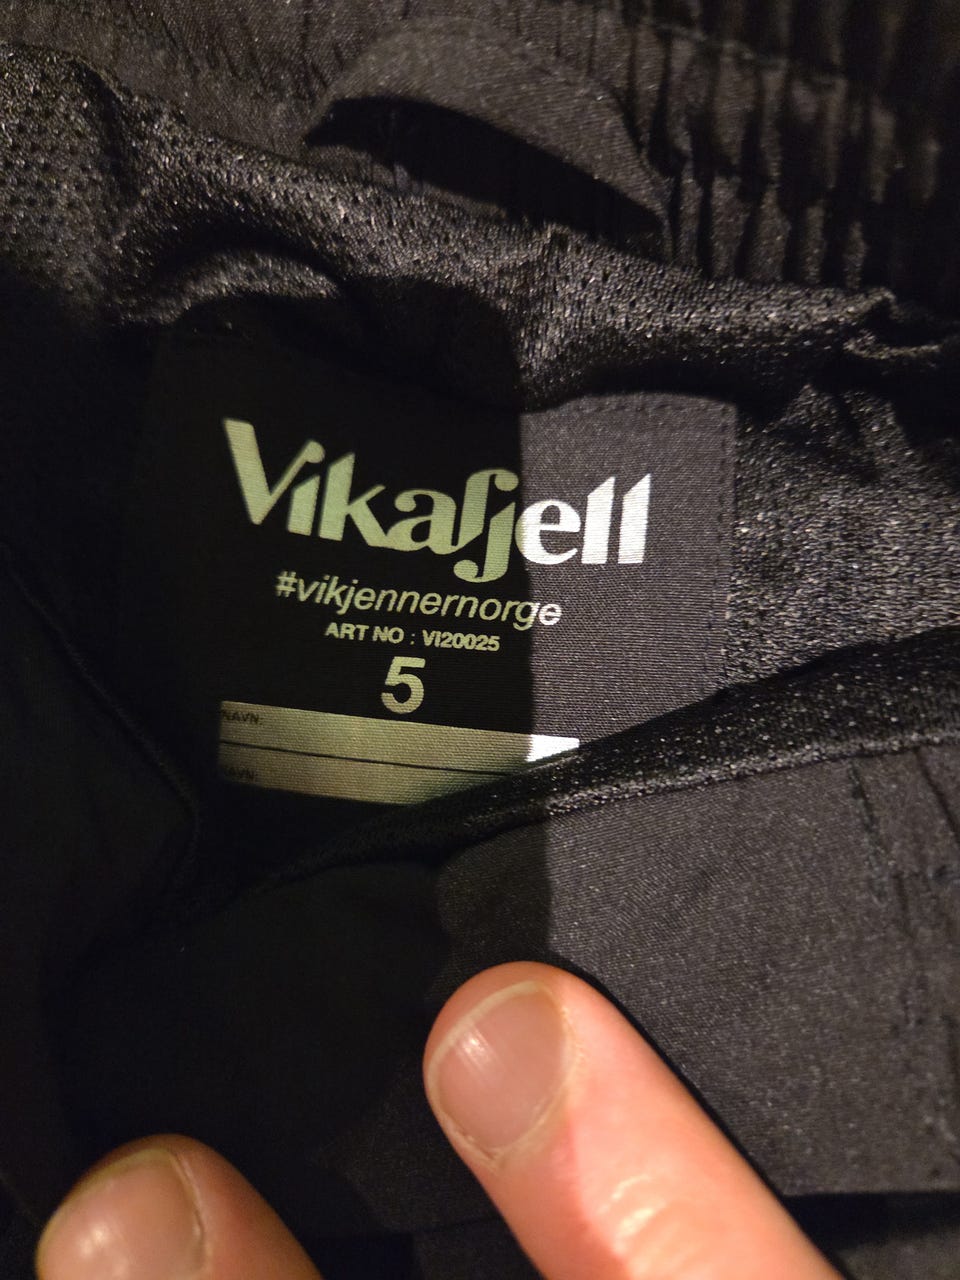 Vikafjell
#vikjennernorge
ART NO : VI20025
5
NAVN:
NAVN: